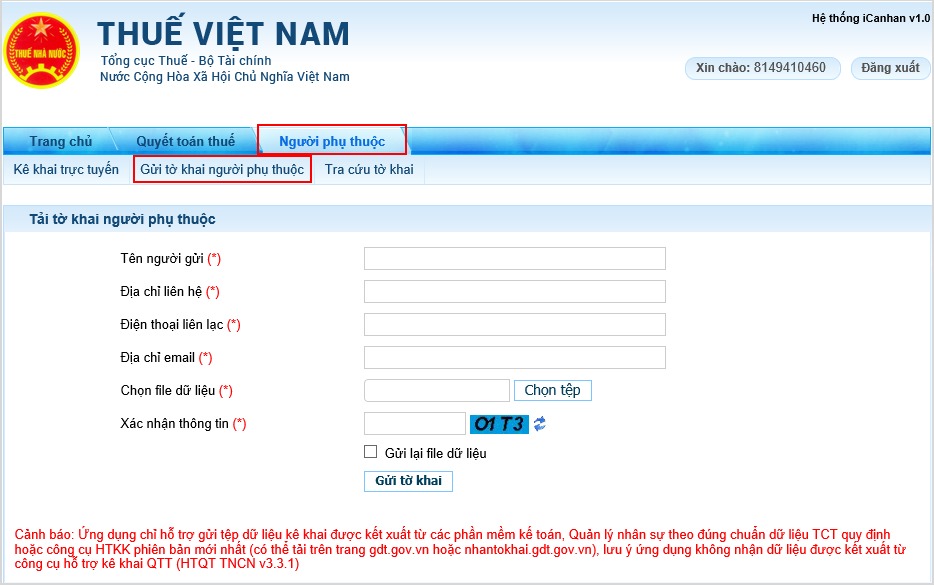 Hệ thống iCanhan v1.0
THUẾ NHÀ NƯỚC
THUẾ VIỆT NAM
Tổng cục Thuế - Bộ Tài chính
Nước Cộng Hòa Xã Hội Chủ Nghĩa Việt Nam
Xin chào: 8149410460 Đăng xuất
Trang chủ Quyết toán thuế Người phụ thuộc
Kê khai trực tuyến Gửi tờ khai người phụ thuộc Tra cứu tờ khai
Tải tờ khai người phụ thuộc
Tên người gửi (*)
Địa chỉ liên hệ (*)
Điện thoại liên lạc (*)
Địa chỉ email (*)
Chọn file dữ liệu (*) Chọn tệp
Xác nhận thông tin (*) O1T3
Gửi lại file dữ liệu
Gửi tờ khai
Cảnh báo: Ứng dụng chỉ hỗ trợ gửi tệp dữ liệu kê khai được kết xuất từ các phần mềm kế toán, Quản lý nhân sự theo đúng chuẩn dữ liệu TCT quy định
hoặc công cụ HTKK phiên bản mới nhất (có thể tải trên trang gdt.gov.vn hoặc nhantokhai.gdt.gov.vn), lưu ý ứng dụng không nhận dữ liệu được kết xuất từ
công cụ hỗ trợ kê khai QTT (HTQT TNCN v3.3.1)